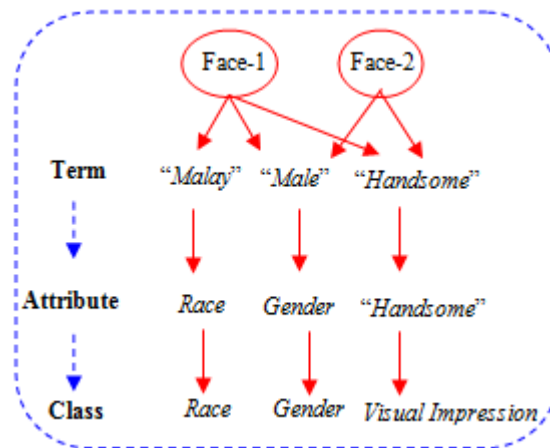 Face-1 Face-2
Term “Malay” “Male” “Handsome”
Attribute Race Gender “Handsome”
Class Race Gender Visual Impression